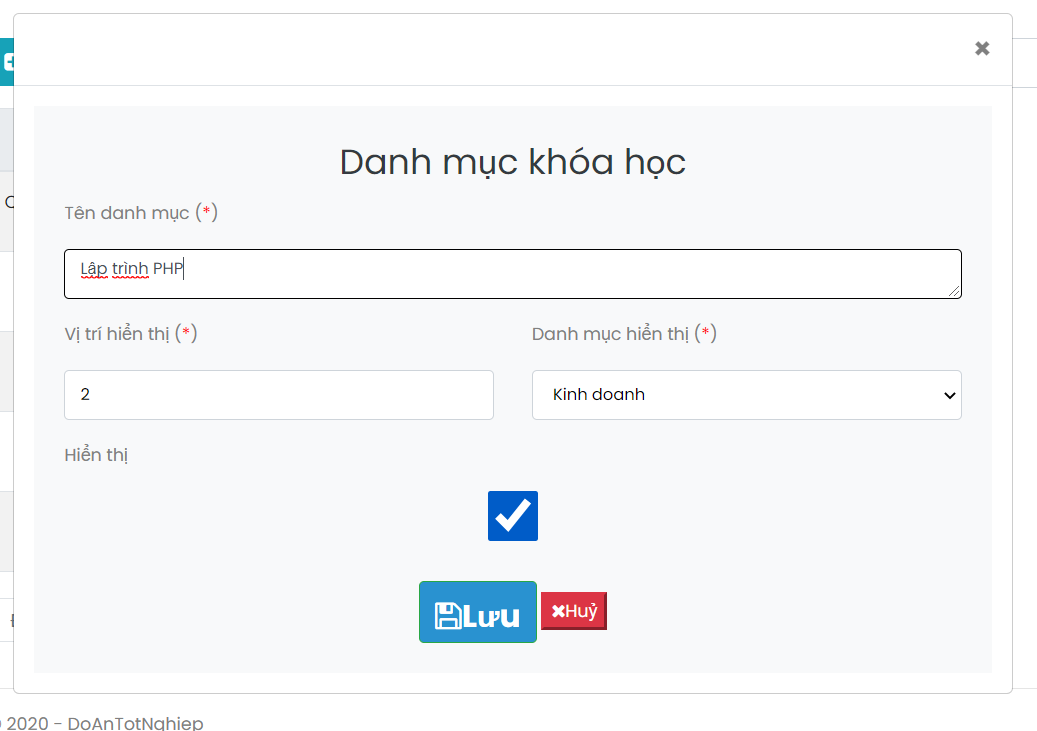 Danh mục khóa học
Tên danh mục (*)
Lâp trình PHP
Vị trí hiển thị (*) Danh mục hiển thị (*)
2 Kinh doanh
Hiển thị
Lưu Huỷ
2020 - DoAnTotNghiep